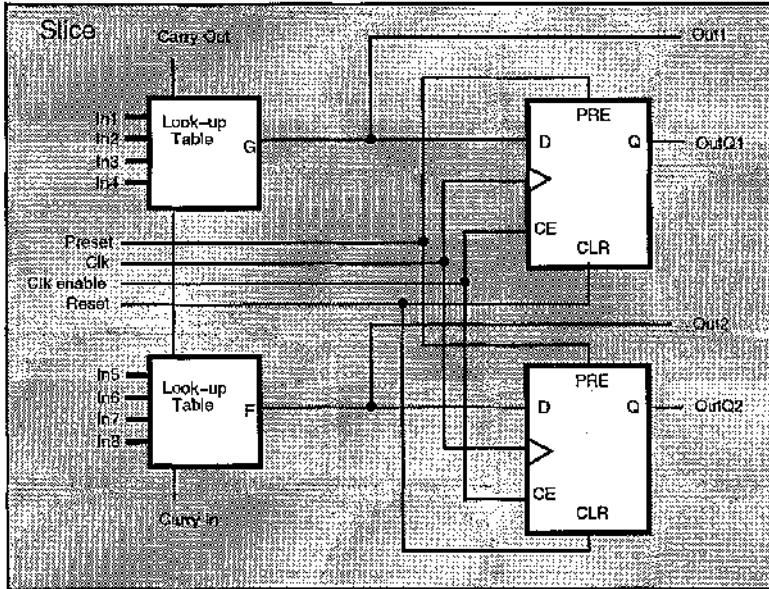 Slice
Carry Out
Out1
In1
In2
In3
In4
Look-up
Table
G
PRE
D
Q
OutQ1
CE
CLR
Preset
Clk
Clk enable
Reset
Out2
In5
In6
In7
In8
Look-up
Table
F
PRE
D
Q
OutQ2
CE
CLR
Carry In